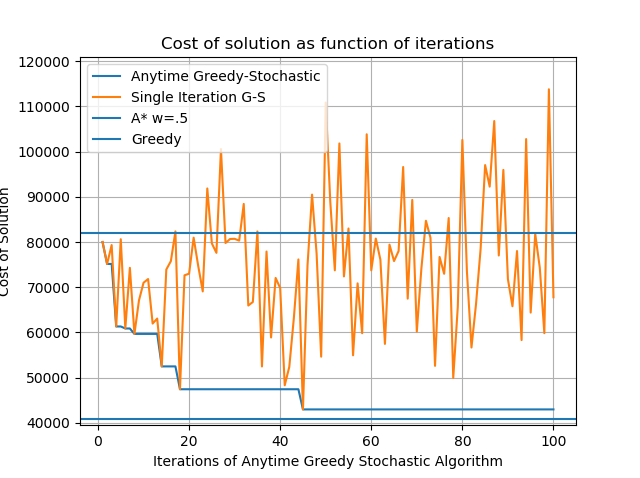 Cost of solution as function of iterations
Anytime Greedy-Stochastic
Single Iteration G-S
A* w=.5
Greedy
120000
110000
100000
90000
80000
70000
60000
50000
40000
Cost of Solution
0 20 40 60 80 100
Iterations of Anytime Greedy Stochastic Algorithm